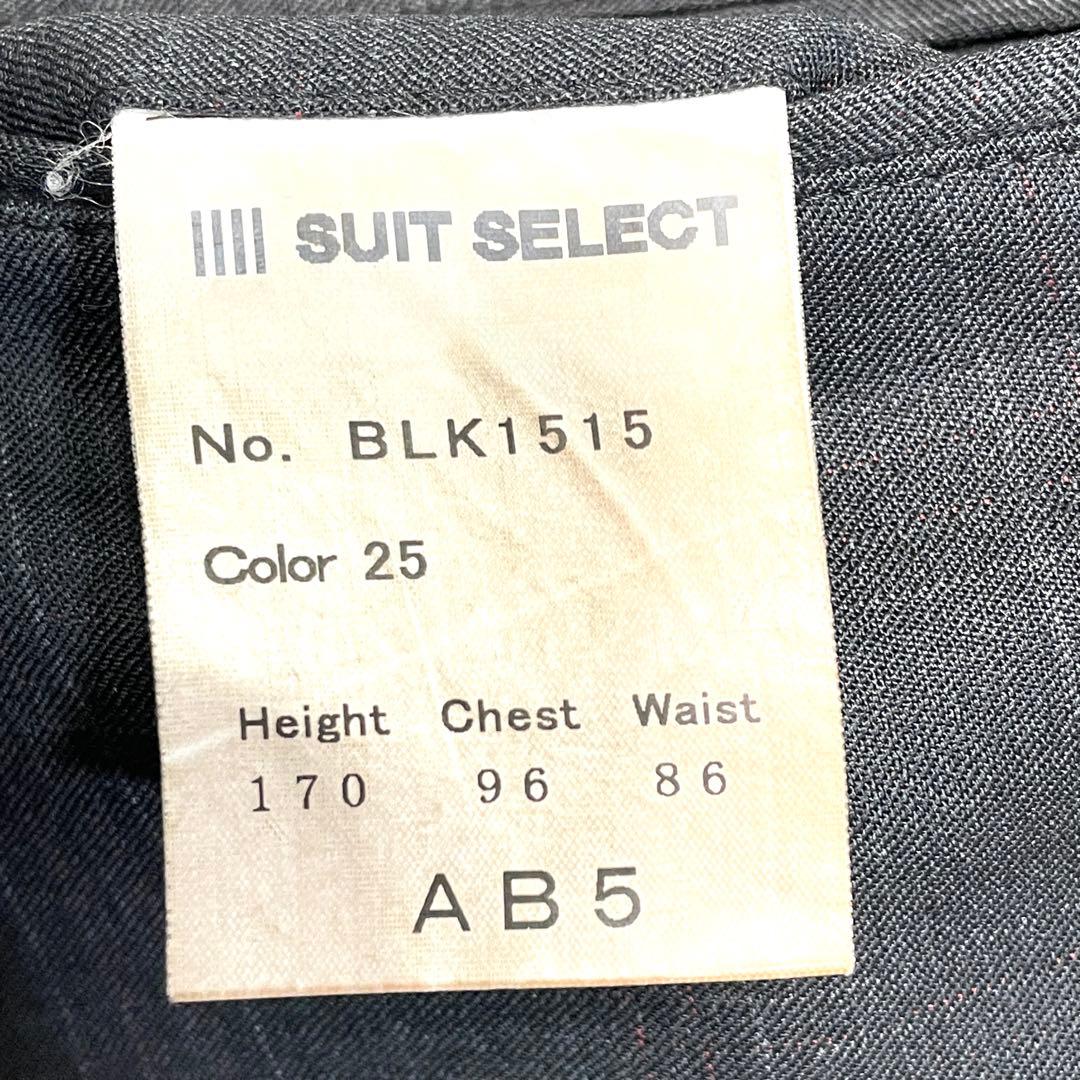 SUIT SELECT
No. BLK1515
Color 25
Height Chest Waist
170 96 86
AB5